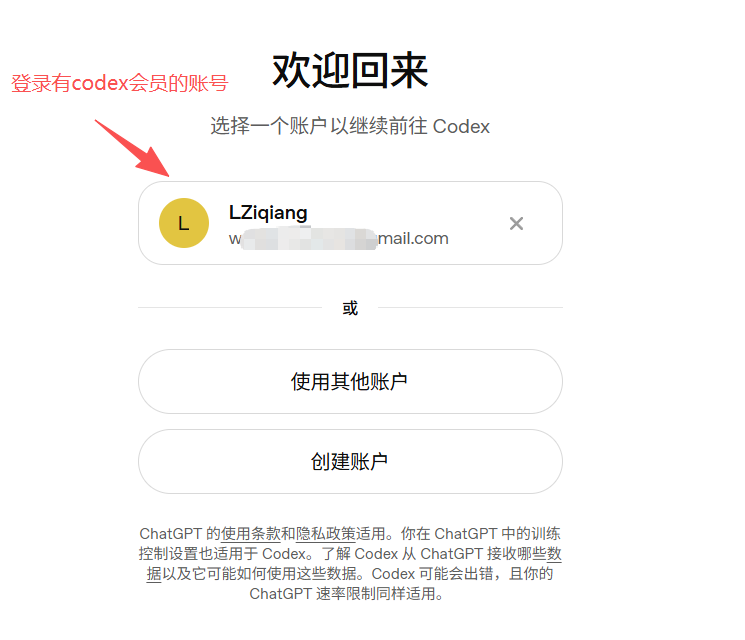 欢迎回来
登录有codex会员的账号
选择一个账户以继续前往 Codex
L
LZiqiang
w mail.com
或
使用其他账户
创建账户
ChatGPT 的使用条款和隐私政策适用。你在 ChatGPT 中的训练
控制设置也适用于 Codex。了解 Codex 从 ChatGPT 接收哪些数
据以及它可能如何使用这些数据。Codex 可能会出错，且你的
ChatGPT 速率限制同样适用。